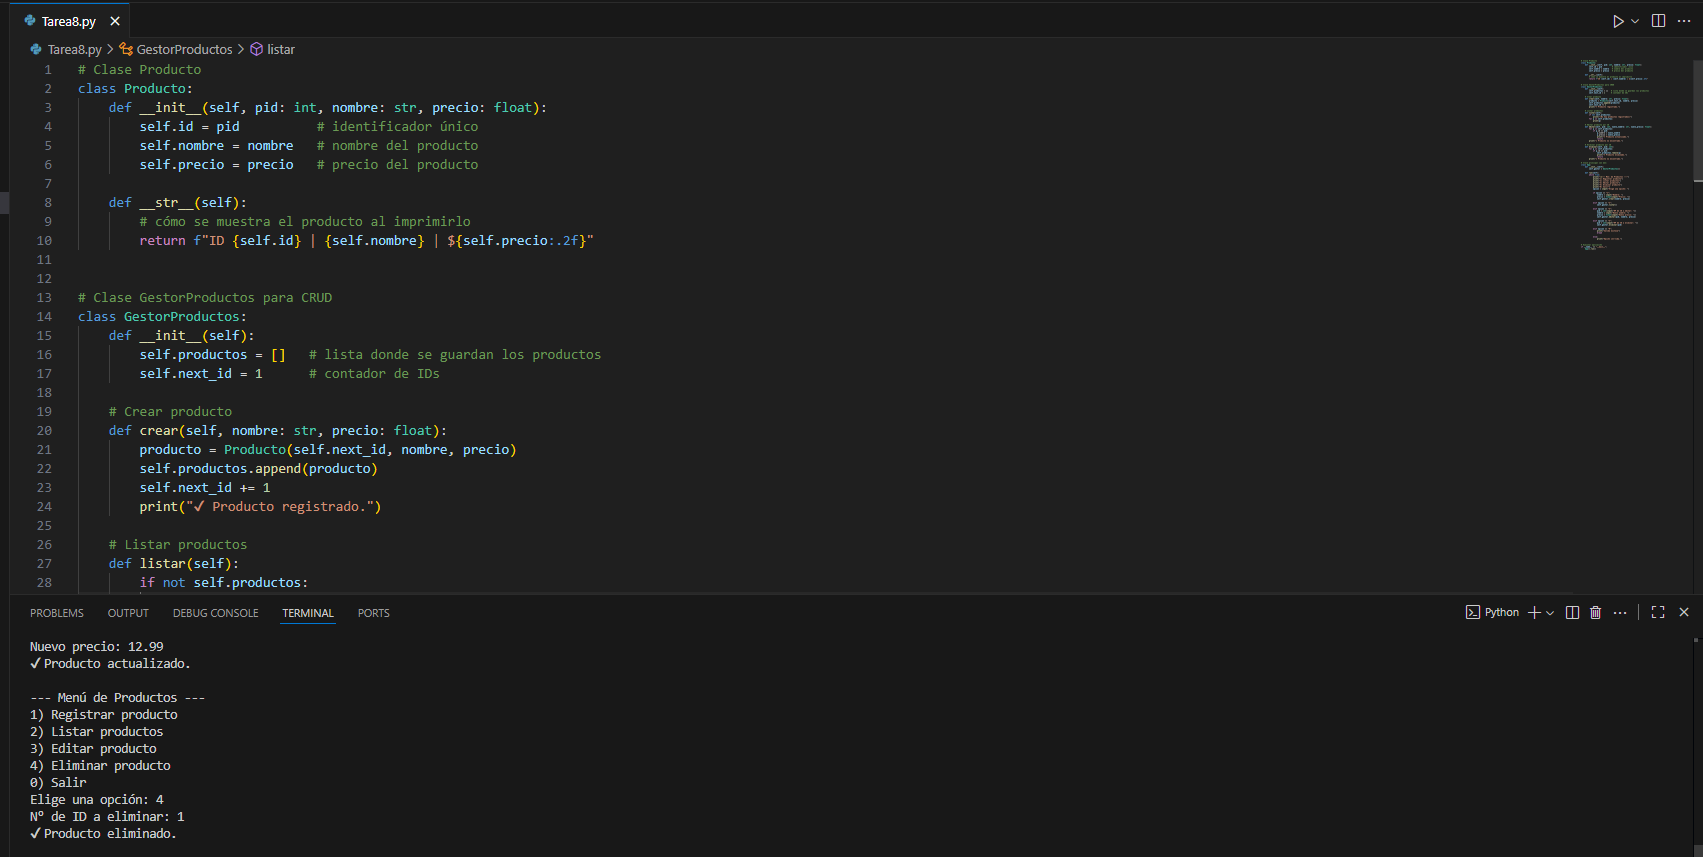 Tarea8.py
Tarea8.py > GestorProductos > listar
1 # Clase Producto
2 class Producto:
3     def __init__(self, pid: int, nombre: str, precio: float):
4         self.id = pid          # identificador único
5         self.nombre = nombre   # nombre del producto
6         self.precio = precio   # precio del producto
7
8     def __str__(self):
9         # cómo se muestra el producto al imprimirlo
10         return f"ID {self.id} | {self.nombre} | ${self.precio:.2f}"
11
12
13 # Clase GestorProductos para CRUD
14 class GestorProductos:
15     def __init__(self):
16         self.productos = []   # lista donde se guardan los productos
17         self.next_id = 1      # contador de IDs
18
19     # Crear producto
20     def crear(self, nombre: str, precio: float):
21         producto = Producto(self.next_id, nombre, precio)
22         self.productos.append(producto)
23         self.next_id += 1
24         print("✓ Producto registrado.")
25
26     # Listar productos
27     def listar(self):
28         if not self.productos:
PROBLEMS OUTPUT DEBUG CONSOLE TERMINAL PORTS Python
Nuevo precio: 12.99
✓ Producto actualizado.
--- Menú de Productos ---
1) Registrar producto
2) Listar productos
3) Editar producto
4) Eliminar producto
0) Salir
Elige una opción: 4
Nº de ID a eliminar: 1
✓ Producto eliminado.